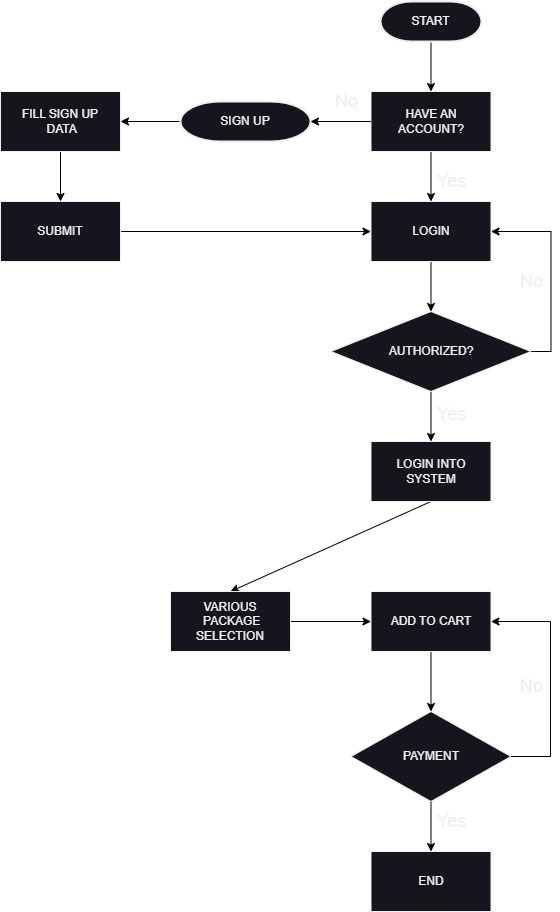 START
No
FILL SIGN UP
DATA
SIGN UP
HAVE AN
ACCOUNT?
Yes
SUBMIT
LOGIN
No
AUTHORIZED?
Yes
LOGIN INTO
SYSTEM
VARIOUS
PACKAGE
SELECTION
ADD TO CART
No
PAYMENT
Yes
END